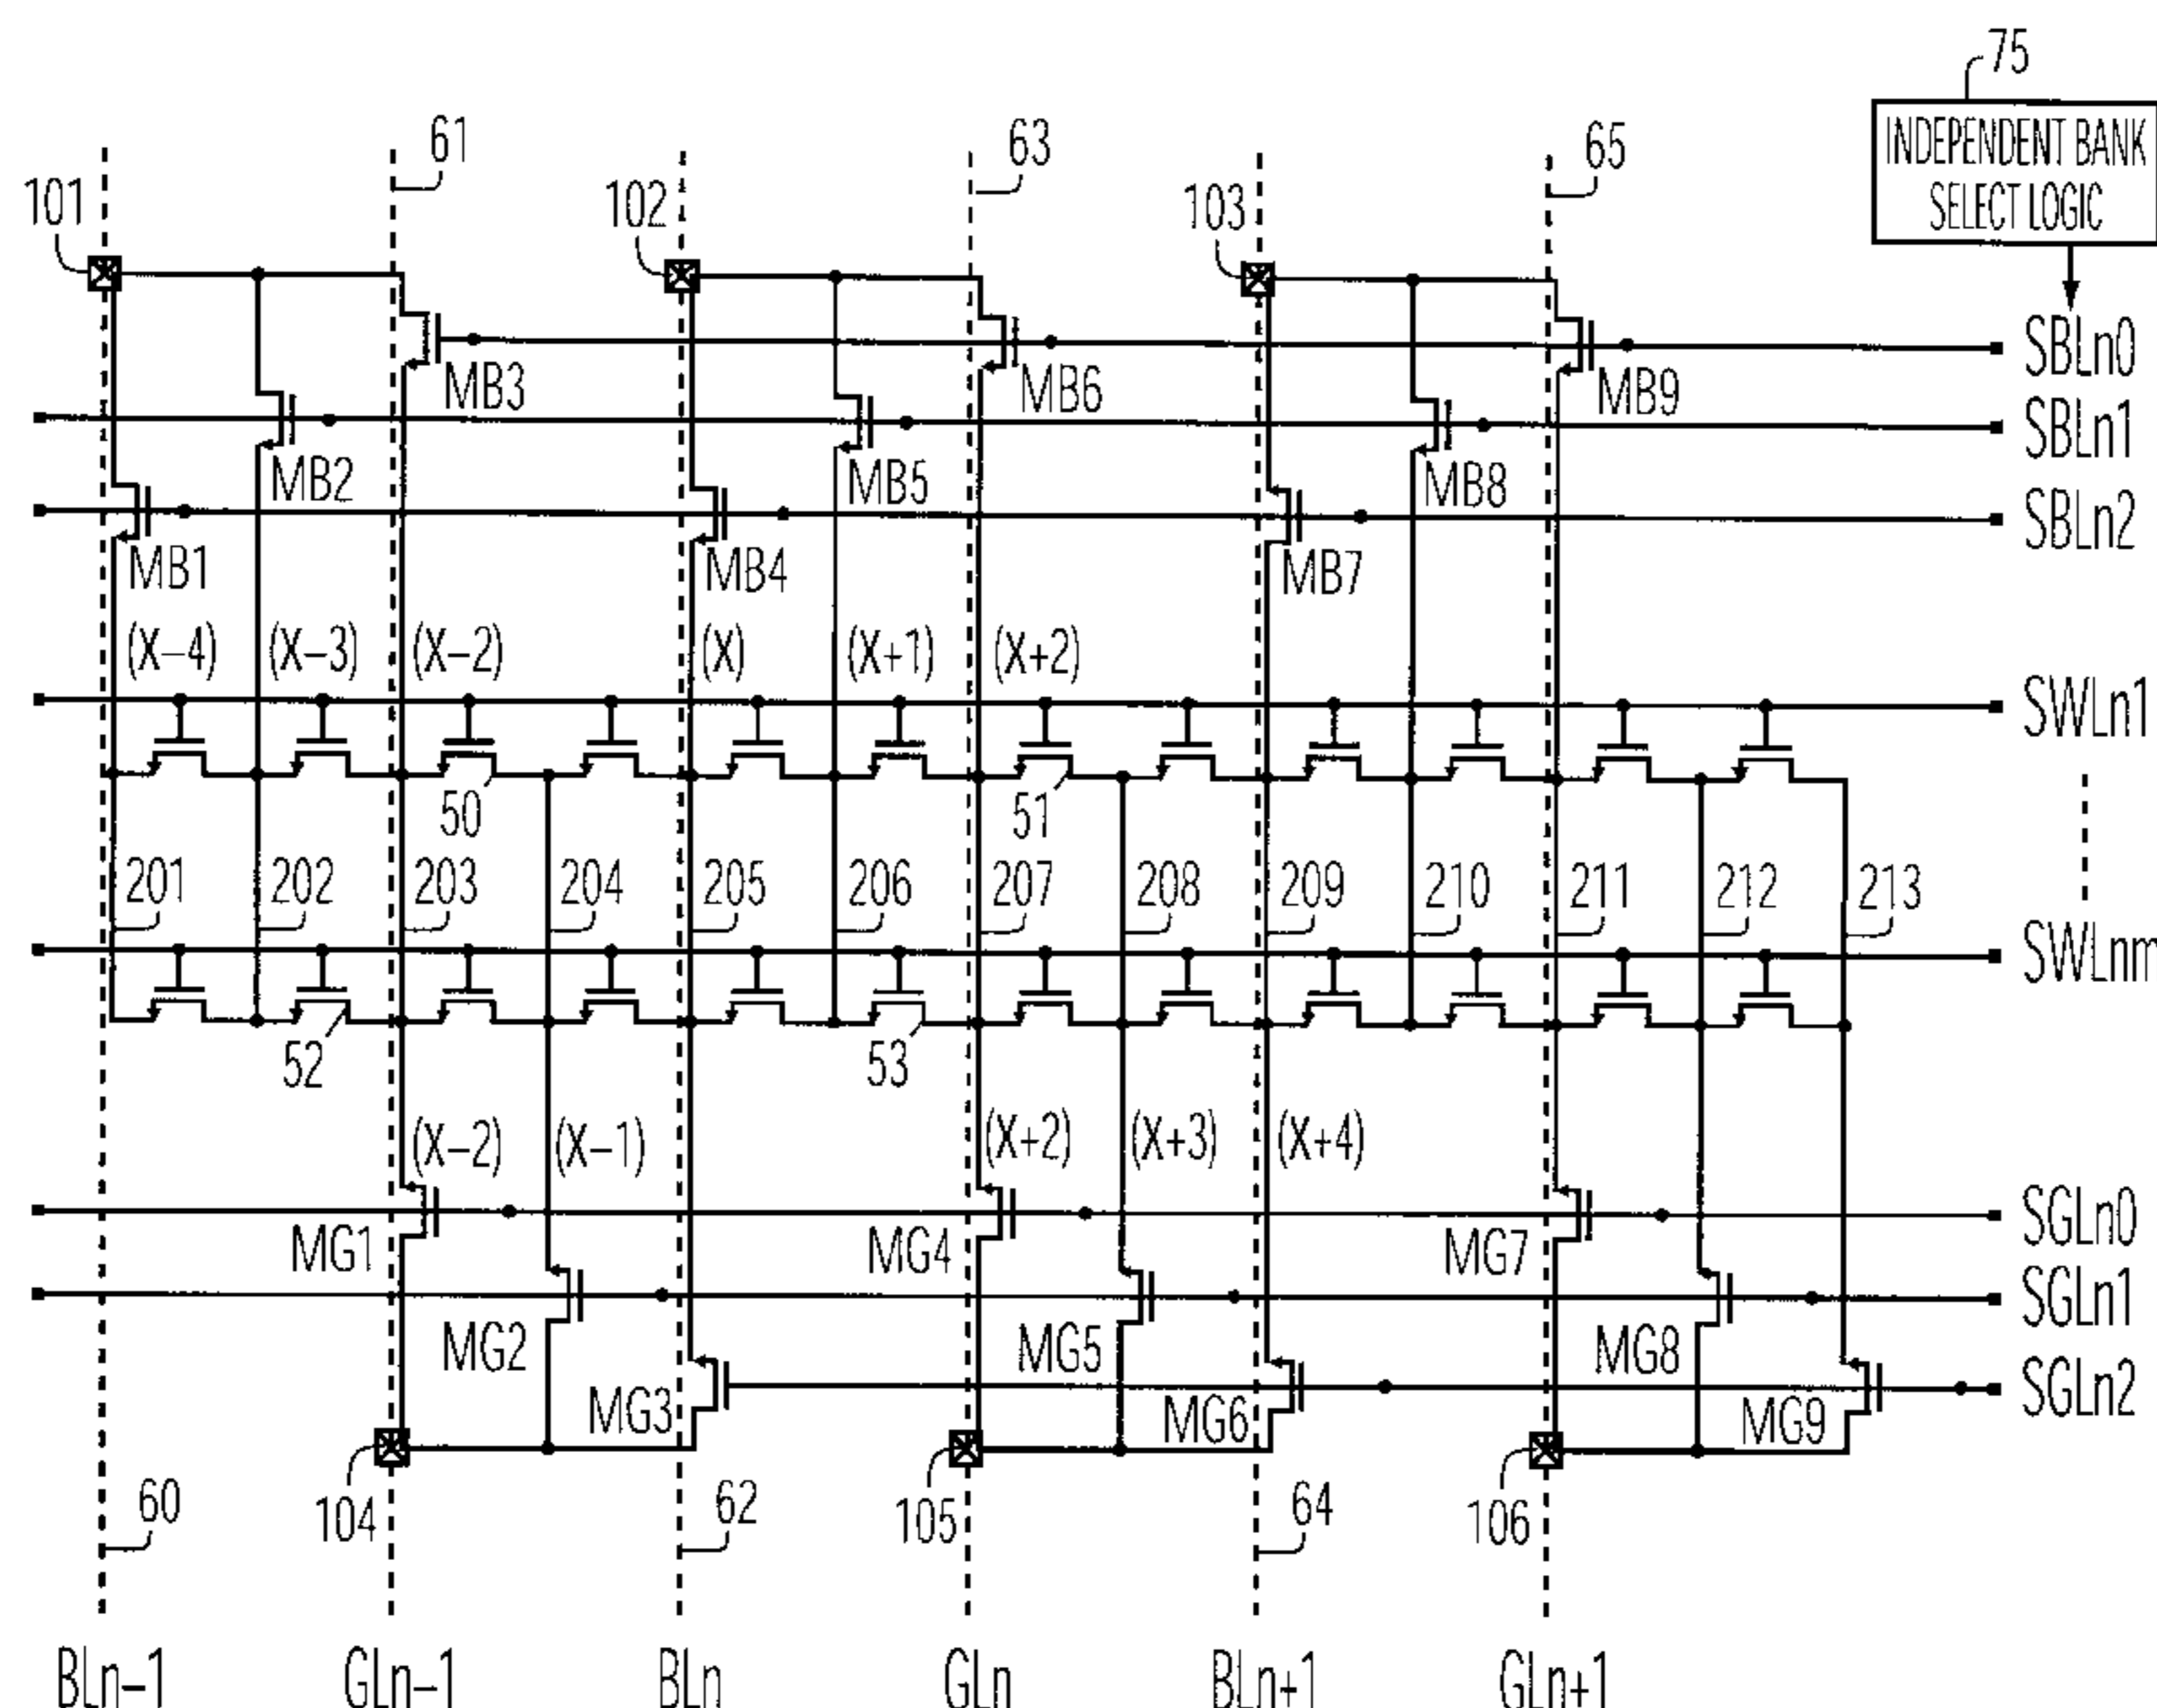 75
INDEPENDENT BANK
SELECT LOGIC
61
63
65
101
102
103
SBLn0
MB3
MB6
MB9
SBLn1
MB2
MB5
MB8
SBLn2
MB1
MB4
MB7
(X–4)
(X–3)
(X–2)
(X)
(X+1)
(X+2)
SWLn1
50
51
201
202
203
204
205
206
207
208
209
210
211
212
213
SWLnm
52
53
(X–2)
(X–1)
(X+2)
(X+3)
(X+4)
SGLn0
MG1
MG4
MG7
SGLn1
MG2
MG5
MG8
SGLn2
MG3
MG6
MG9
60
104
62
105
64
106
BLn–1
GLn–1
BLn
GLn
BLn+1
GLn+1